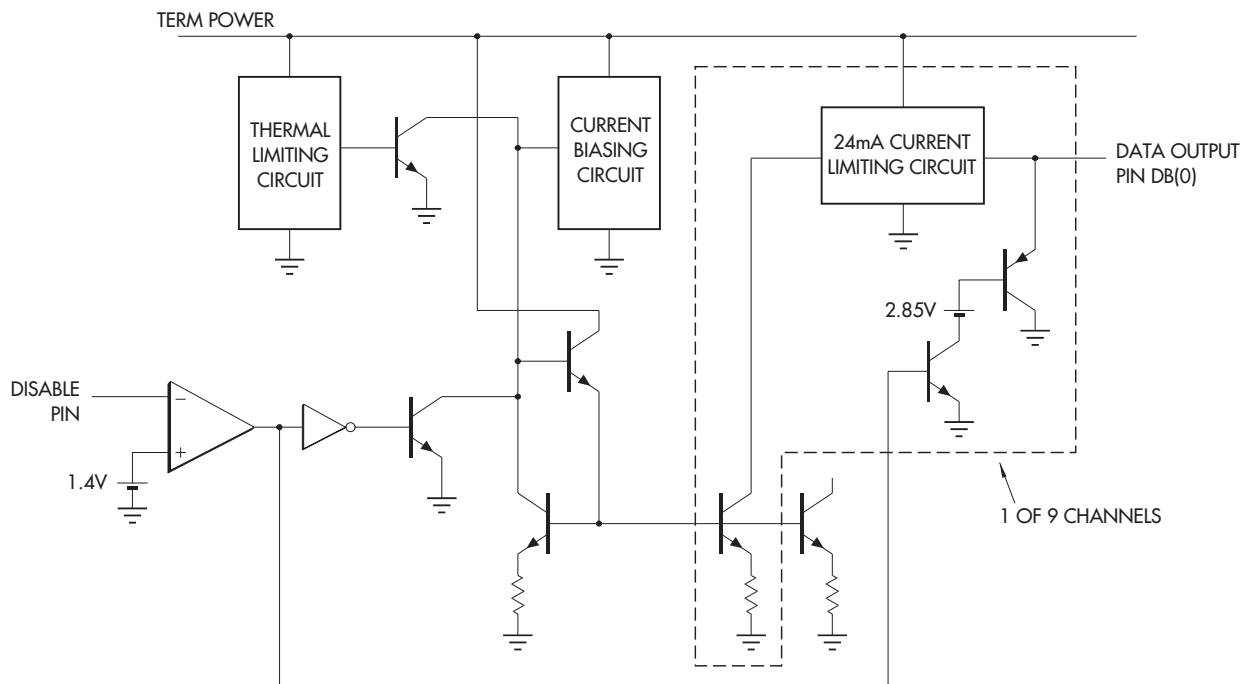 TERM POWER
THERMAL
LIMITING
CIRCUIT
CURRENT
BIASING
CIRCUIT
24mA CURRENT
LIMITING CIRCUIT
DATA OUTPUT
PIN DB(0)
2.85V
DISABLE
PIN
−
+
1.4V
1 OF 9 CHANNELS